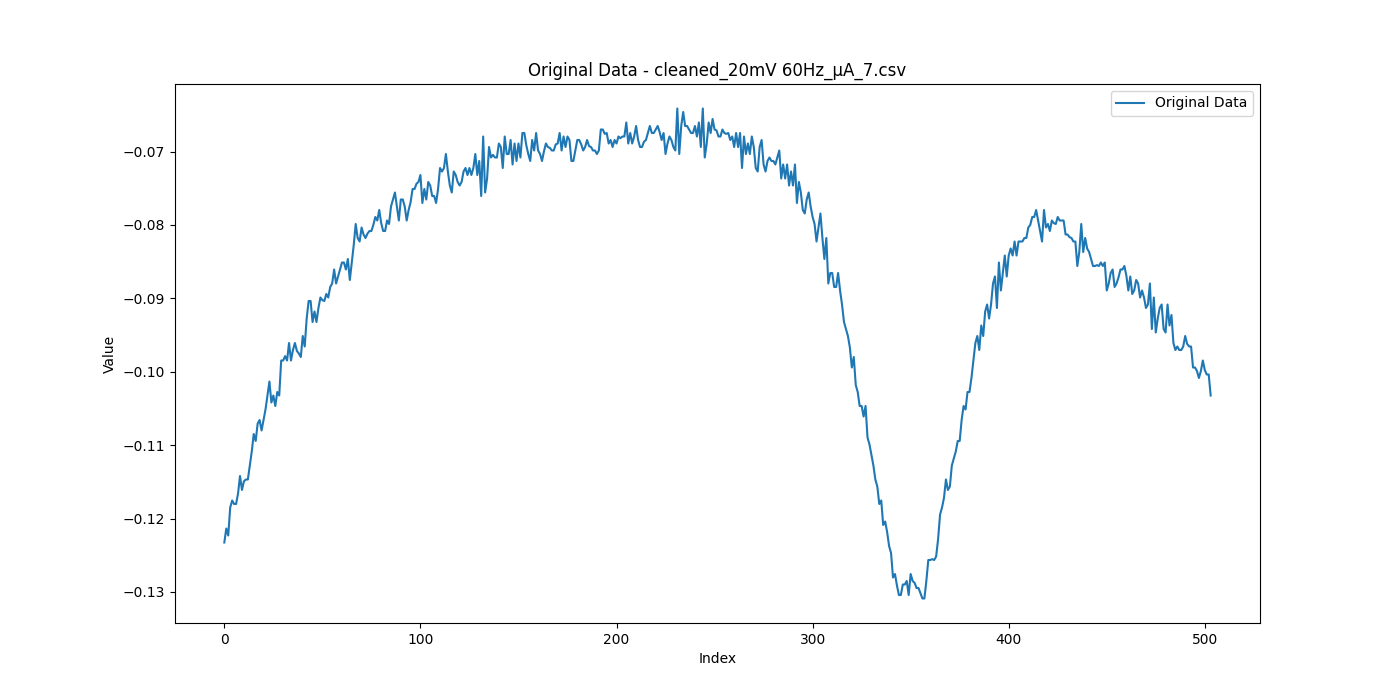 Original Data - cleaned_20mV 60Hz_µA_7.csv
Original Data
−0.07
−0.08
−0.09
−0.10
−0.11
−0.12
−0.13
Value
0 100 200 300 400 500
Index